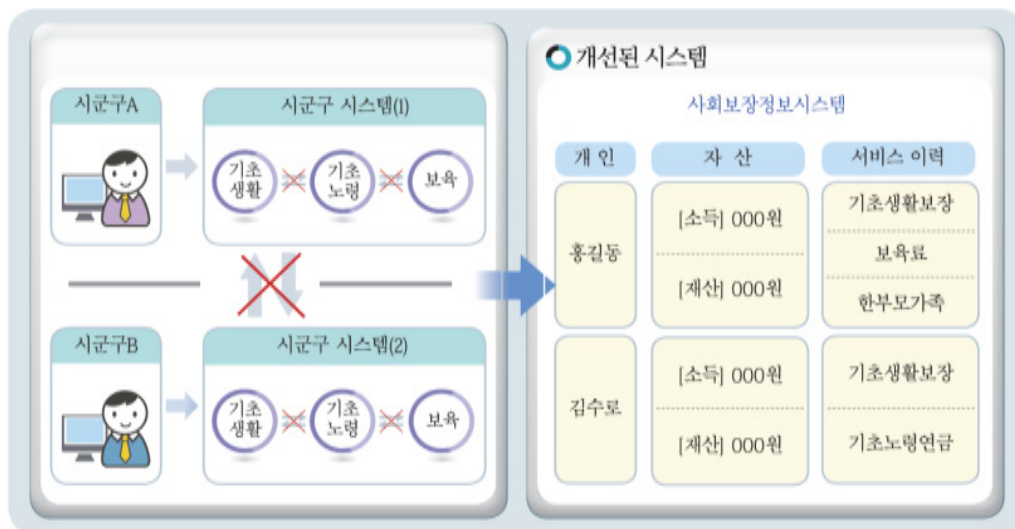 시군구A
시군구 시스템(1)
기초
생활
기초
노령
보육
시군구B
시군구 시스템(2)
기초
생활
기초
노령
보육
개선된 시스템
사회보장정보시스템
개 인
자 산
서비스 이력
홍길동
[소득] 000원
[재산] 000원
기초생활보장
보육료
한부모가족
김수로
[소득] 000원
[재산] 000원
기초생활보장
기초노령연금